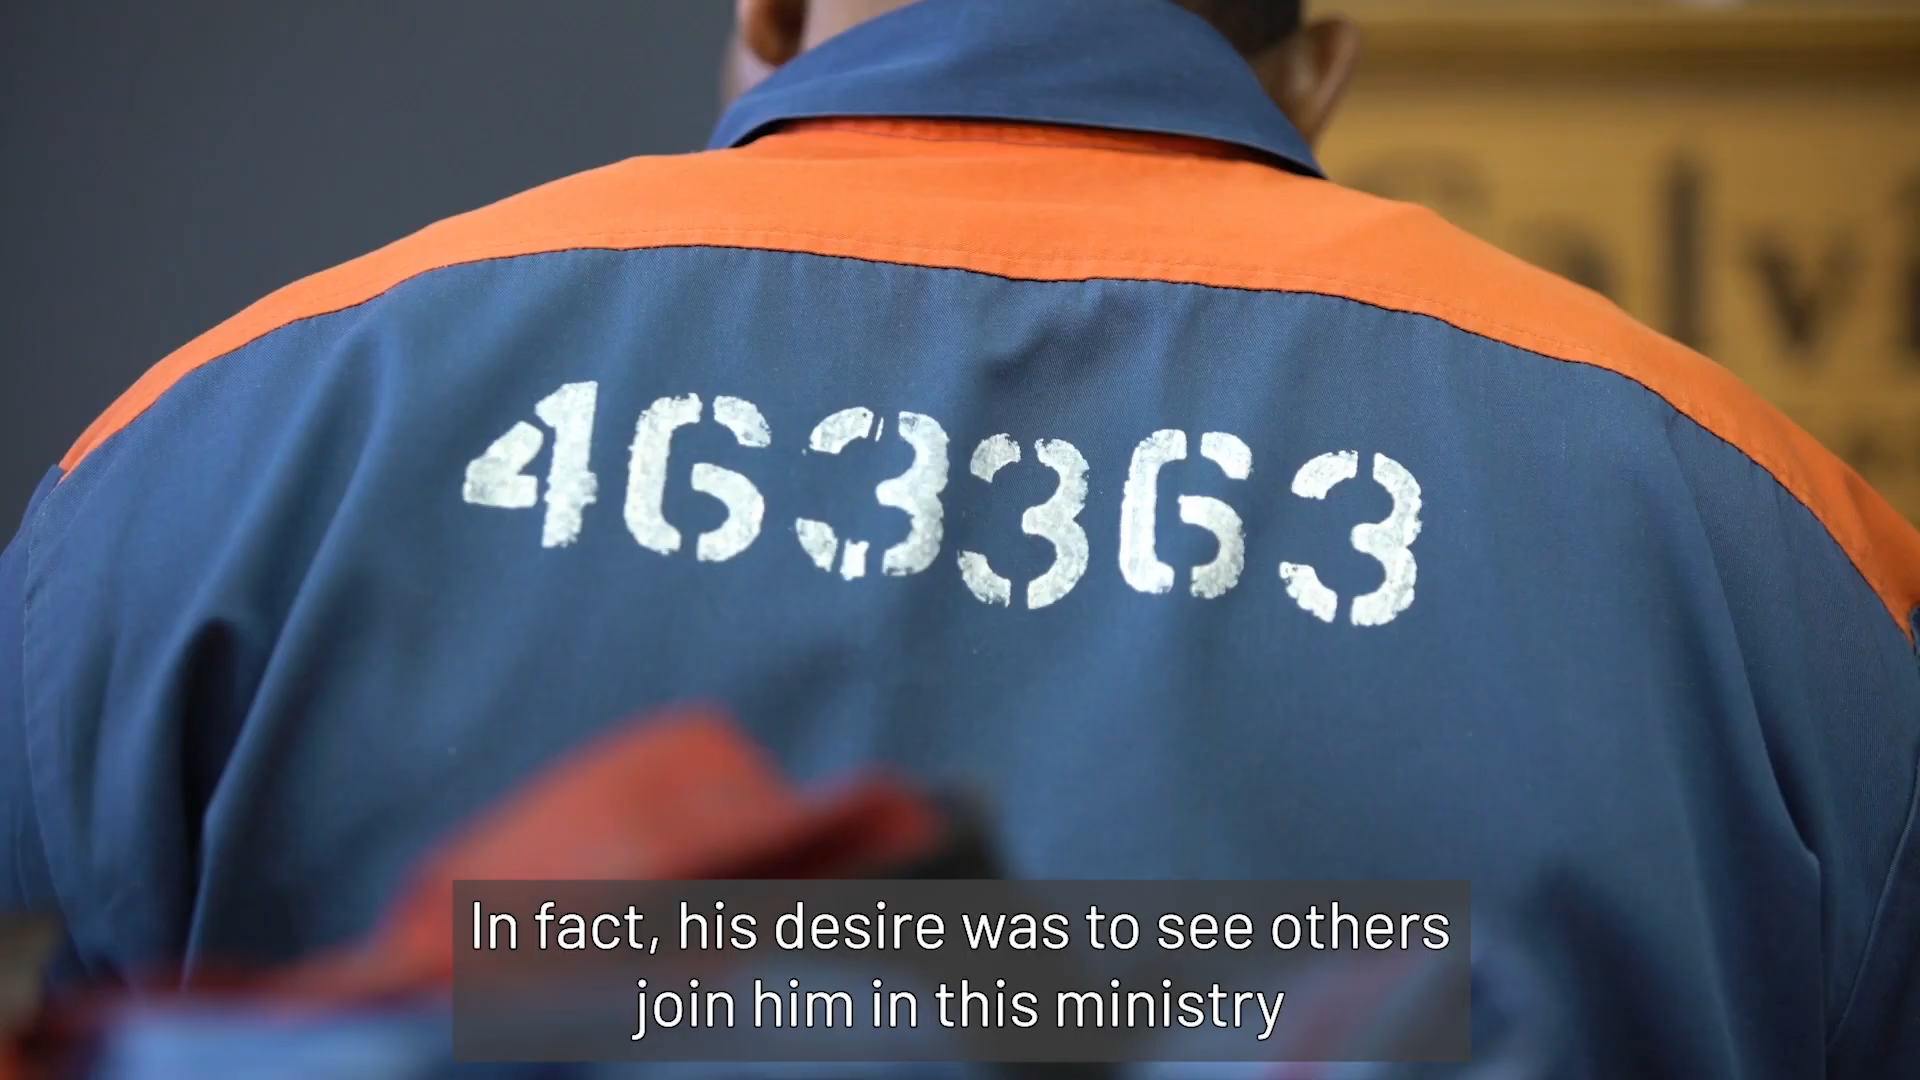 463363
In fact, his desire was to see others
join him in this ministry